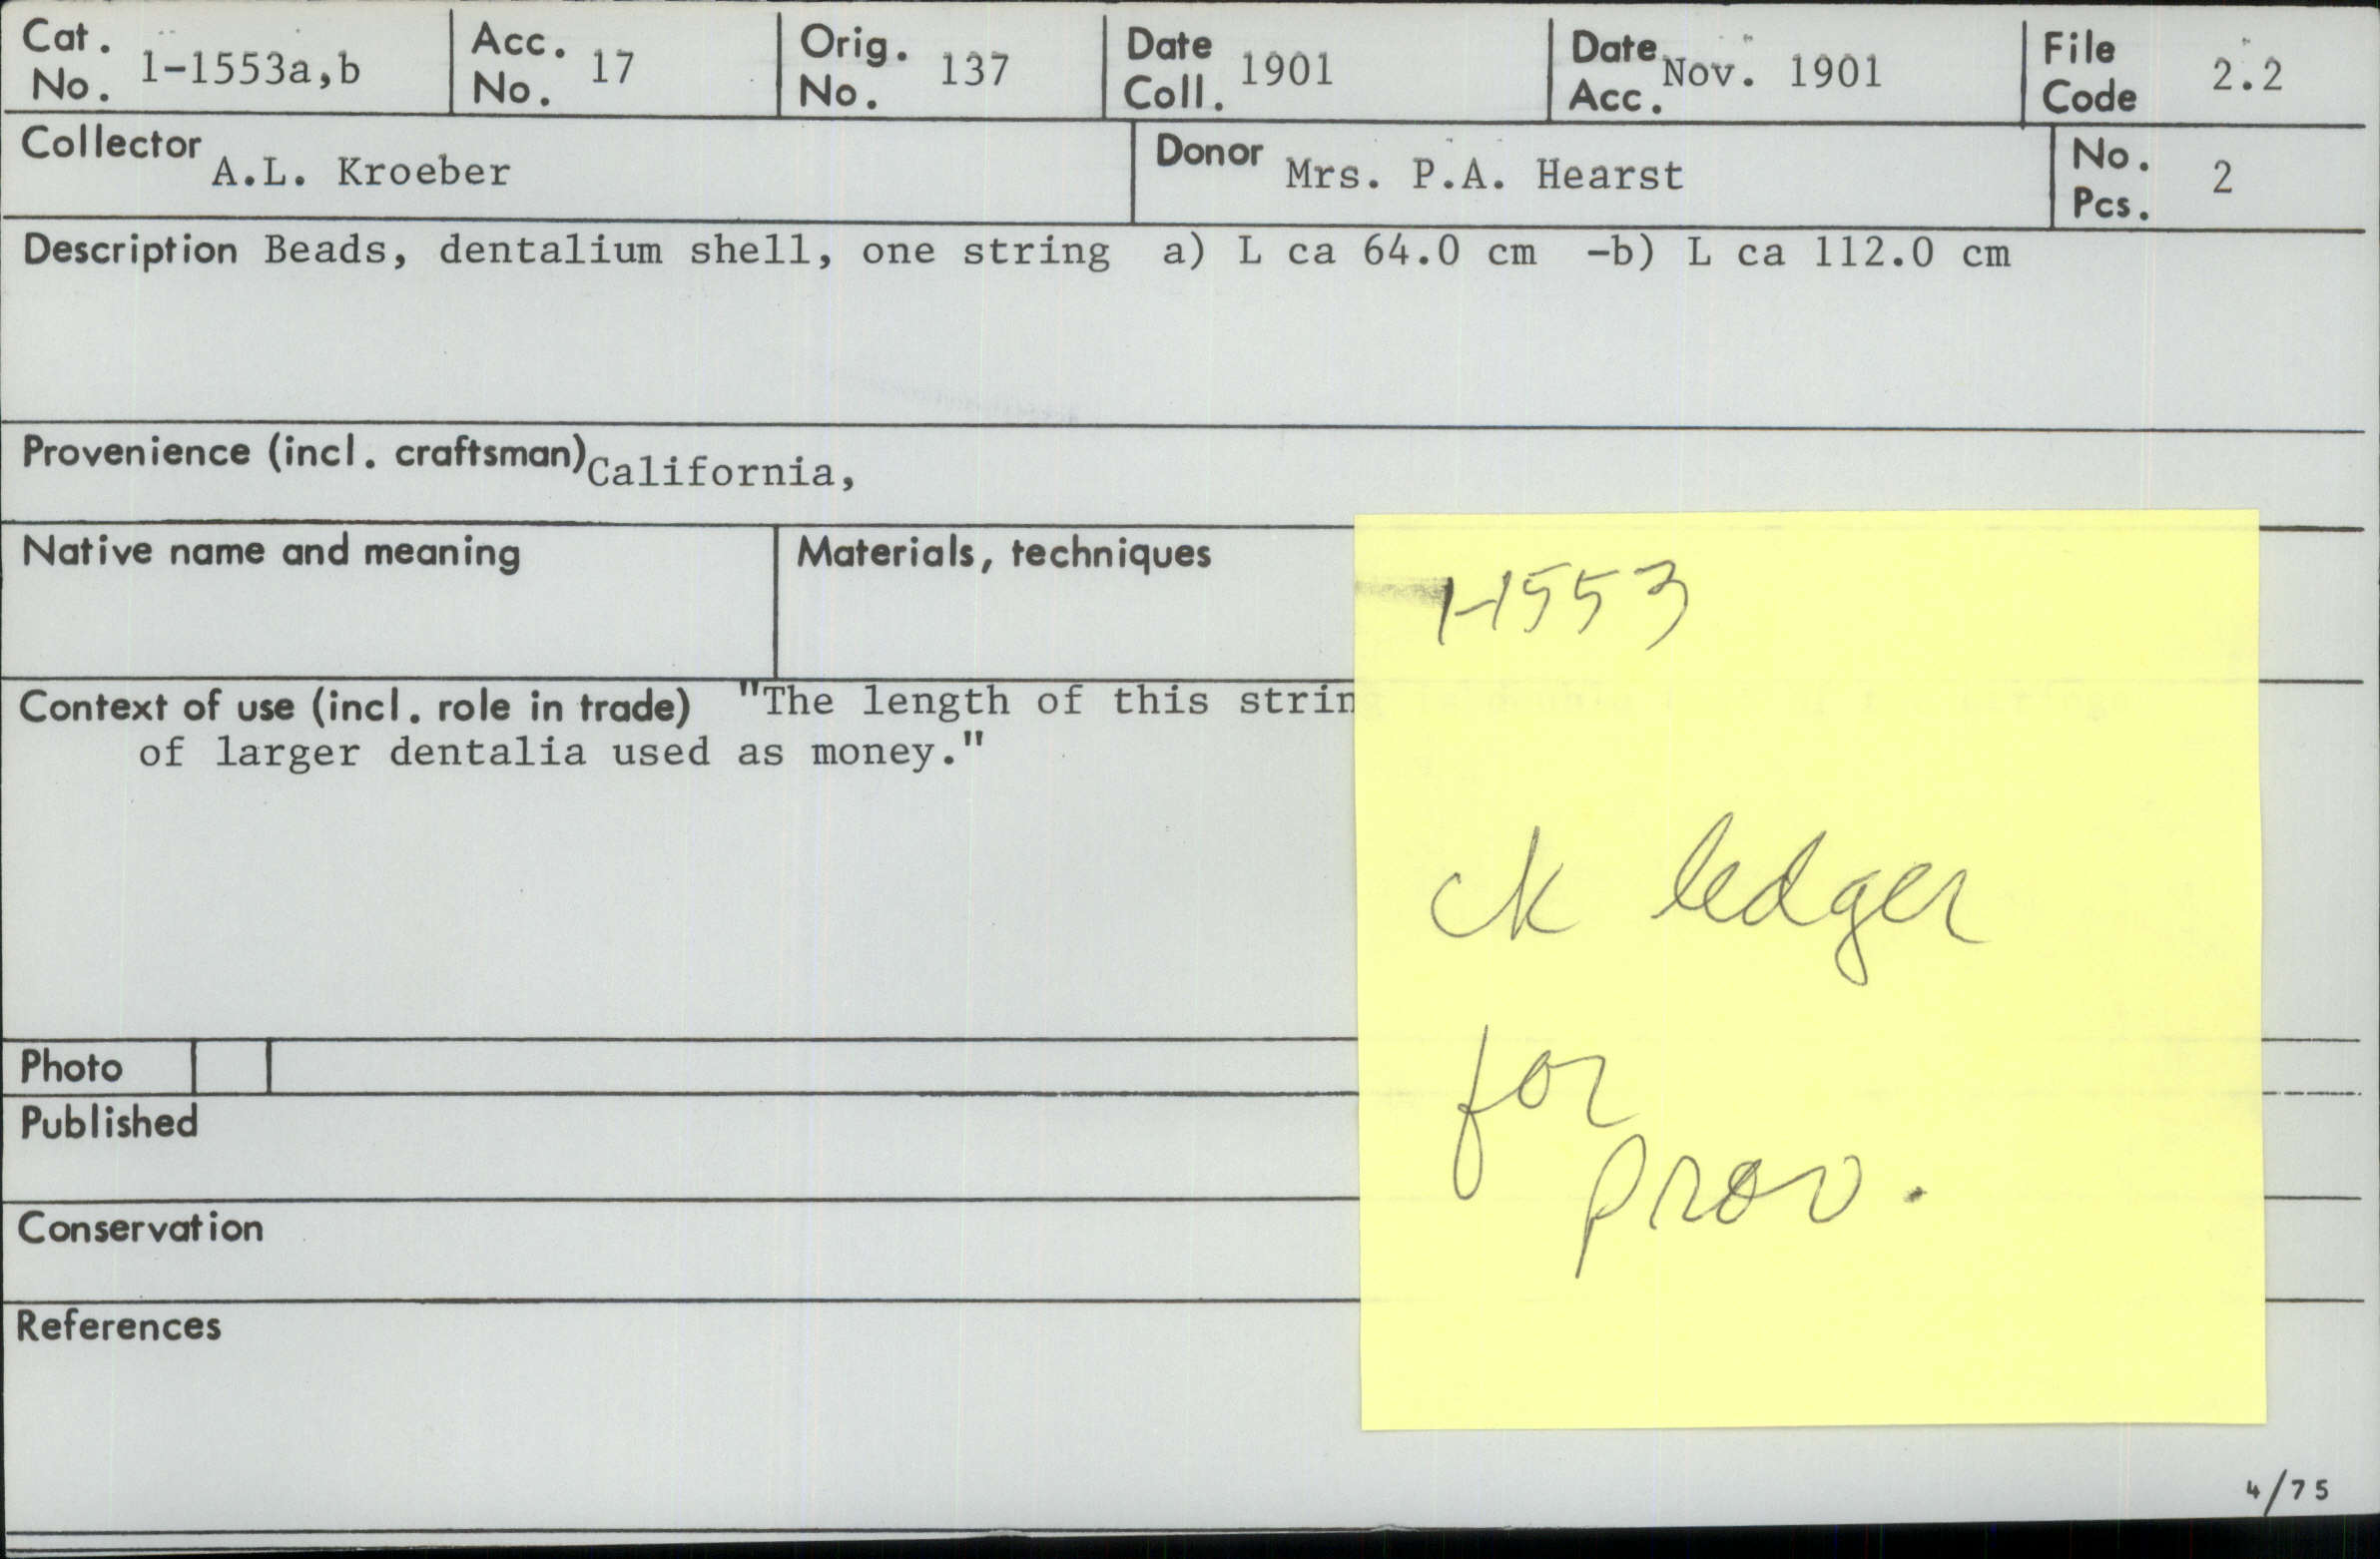 Cat. No. 1-1553a,b Acc. No. 17 Orig. No. 137 Date Coll. 1901 Date Acc. Nov. 1901 File Code 2.2
Collector A.L. Kroeber Donor Mrs. P.A. Hearst No. Pcs. 2
Description Beads, dentalium shell, one string a) L ca 64.0 cm -b) L ca 112.0 cm
Provenience (incl. craftsman) California,
Native name and meaning Materials, techniques
Context of use (incl. role in trade) "The length of this string
of larger dentalia used as money."
Photo
Published
Conservation
References
4/75
1-1553
ck ledger
for
prov.